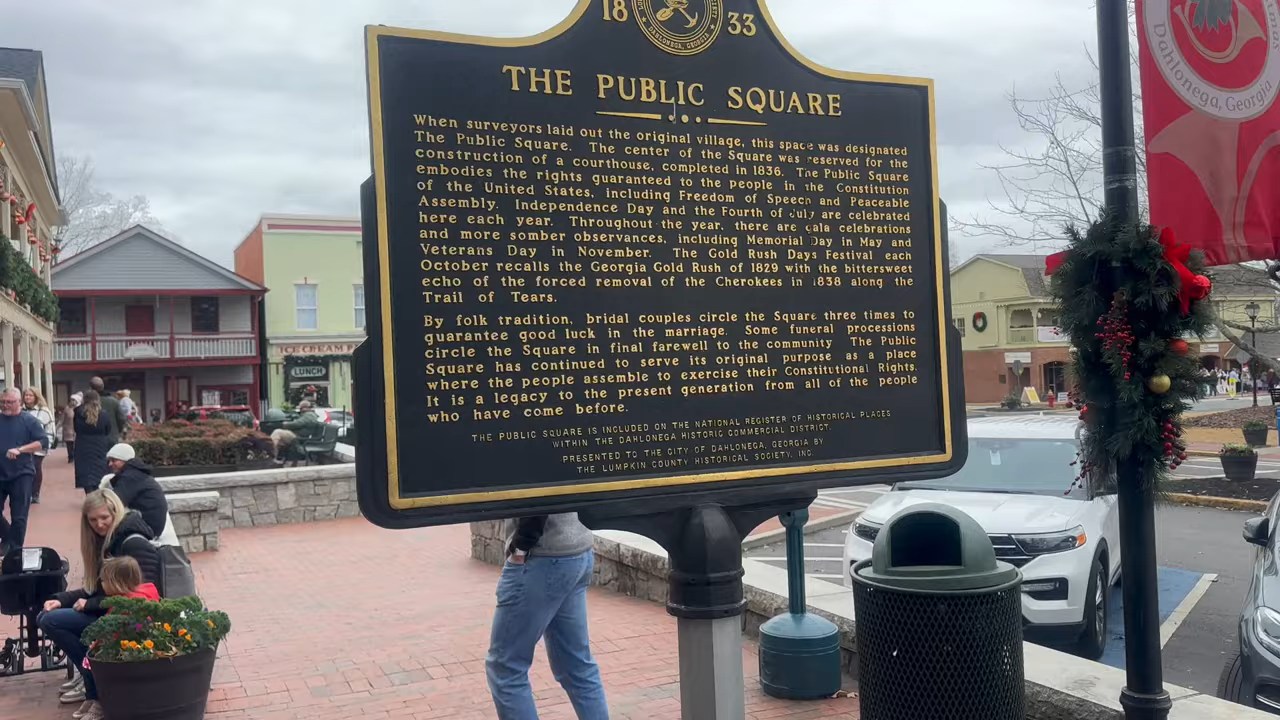 18 33
DAHLONEGA, GEORGIA
THE PUBLIC SQUARE
When surveyors laid out the original village, this space was designated
The Public Square. The center of the Square was reserved for the
construction of a courthouse, completed in 1836. The Public Square
embodies the rights guaranteed to the people in the Constitution
of the United States, including Freedom of Speech and Peaceable
Assembly. Independence Day and the Fourth of July are celebrated
here each year. Throughout the year, there are gala celebrations
and more somber observances, including Memorial Day in May and
Veterans Day in November. The Gold Rush Days Festival each
October recalls the Georgia Gold Rush of 1829 with the bittersweet
echo of the forced removal of the Cherokees in 1838 along the
Trail of Tears.
By folk tradition, bridal couples circle the Square three times to
guarantee good luck in the marriage. Some funeral processions
circle the Square in final farewell to the community The Public
Square has continued to serve its original purpose as a place
where the people assemble to exercise their Constitutional Rights.
It is a legacy to the present generation from all of the people
who have come before.
THE PUBLIC SQUARE IS INCLUDED ON THE NATIONAL REGISTER OF HISTORICAL PLACES
WITHIN THE DAHLONEGA HISTORIC COMMERCIAL DISTRICT.
PRESENTED TO THE CITY OF DAHLONEGA, GEORGIA BY
THE LUMPKIN COUNTY HISTORICAL SOCIETY, INC.
Dahlonega, Georgia
ICE CREAM
LUNCH